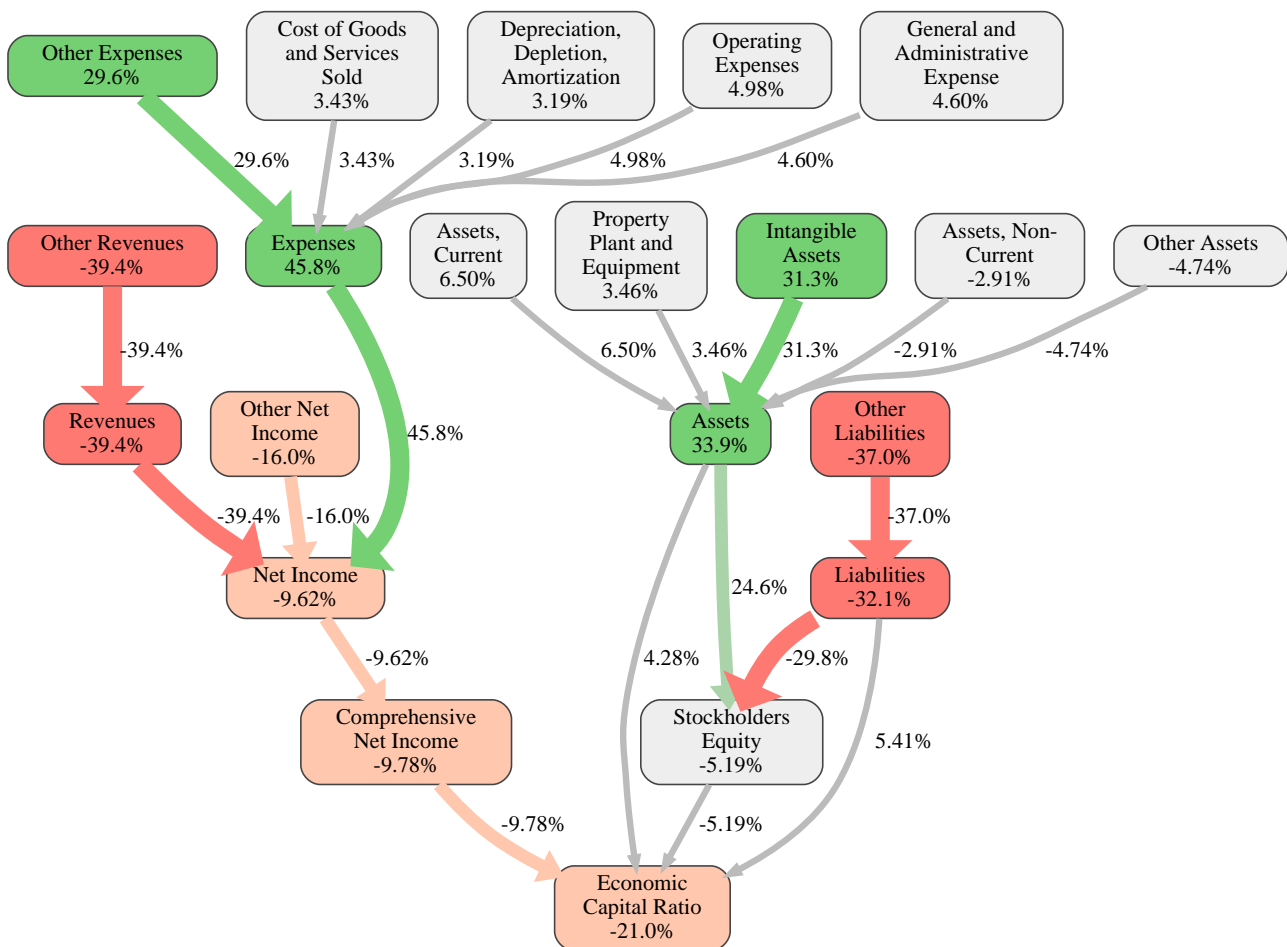 Other Expenses
29.6%
Cost of Goods
and Services
Sold
3.43%
Depreciation,
Depletion,
Amortization
3.19%
Operating
Expenses
4.98%
General and
Administrative
Expense
4.60%
29.6%
3.43%
3.19%
4.98%
4.60%
Other Revenues
-39.4%
Expenses
45.8%
Assets,
Current
6.50%
Property
Plant and
Equipment
3.46%
Intangible
Assets
31.3%
Assets, Non-
Current
-2.91%
Other Assets
-4.74%
-39.4%
6.50%
3.46%
31.3%
-2.91%
-4.74%
Revenues
-39.4%
Other Net
Income
-16.0%
45.8%
Assets
33.9%
Other
Liabilities
-37.0%
-39.4%
-16.0%
-37.0%
Net Income
-9.62%
24.6%
Liabilities
-32.1%
-9.62%
4.28%
-29.8%
Comprehensive
Net Income
-9.78%
Stockholders
Equity
-5.19%
5.41%
-9.78%
-5.19%
Economic
Capital Ratio
-21.0%